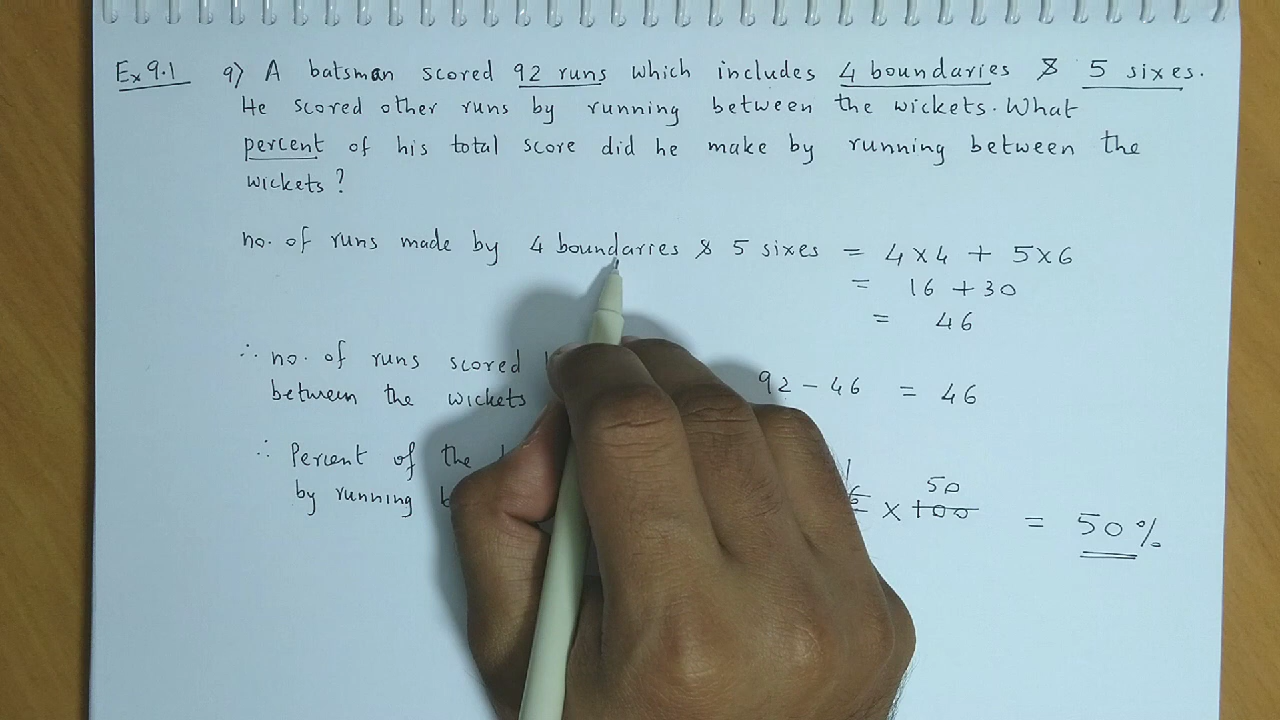 Ex 9.1 9) A batsman scored 92 runs which includes 4 boundaries & 5 sixes.
He scored other runs by running between the wickets. What
percent of his total score did he make by running between the
wickets?
no. of runs made by 4 boundaries & 5 sixes = 4 × 4 + 5 × 6
= 16 + 30
= 46
∴ no. of runs scored
between the wickets 92 - 46 = 46
∴ Percent of the
by running × 100 50 = 50%